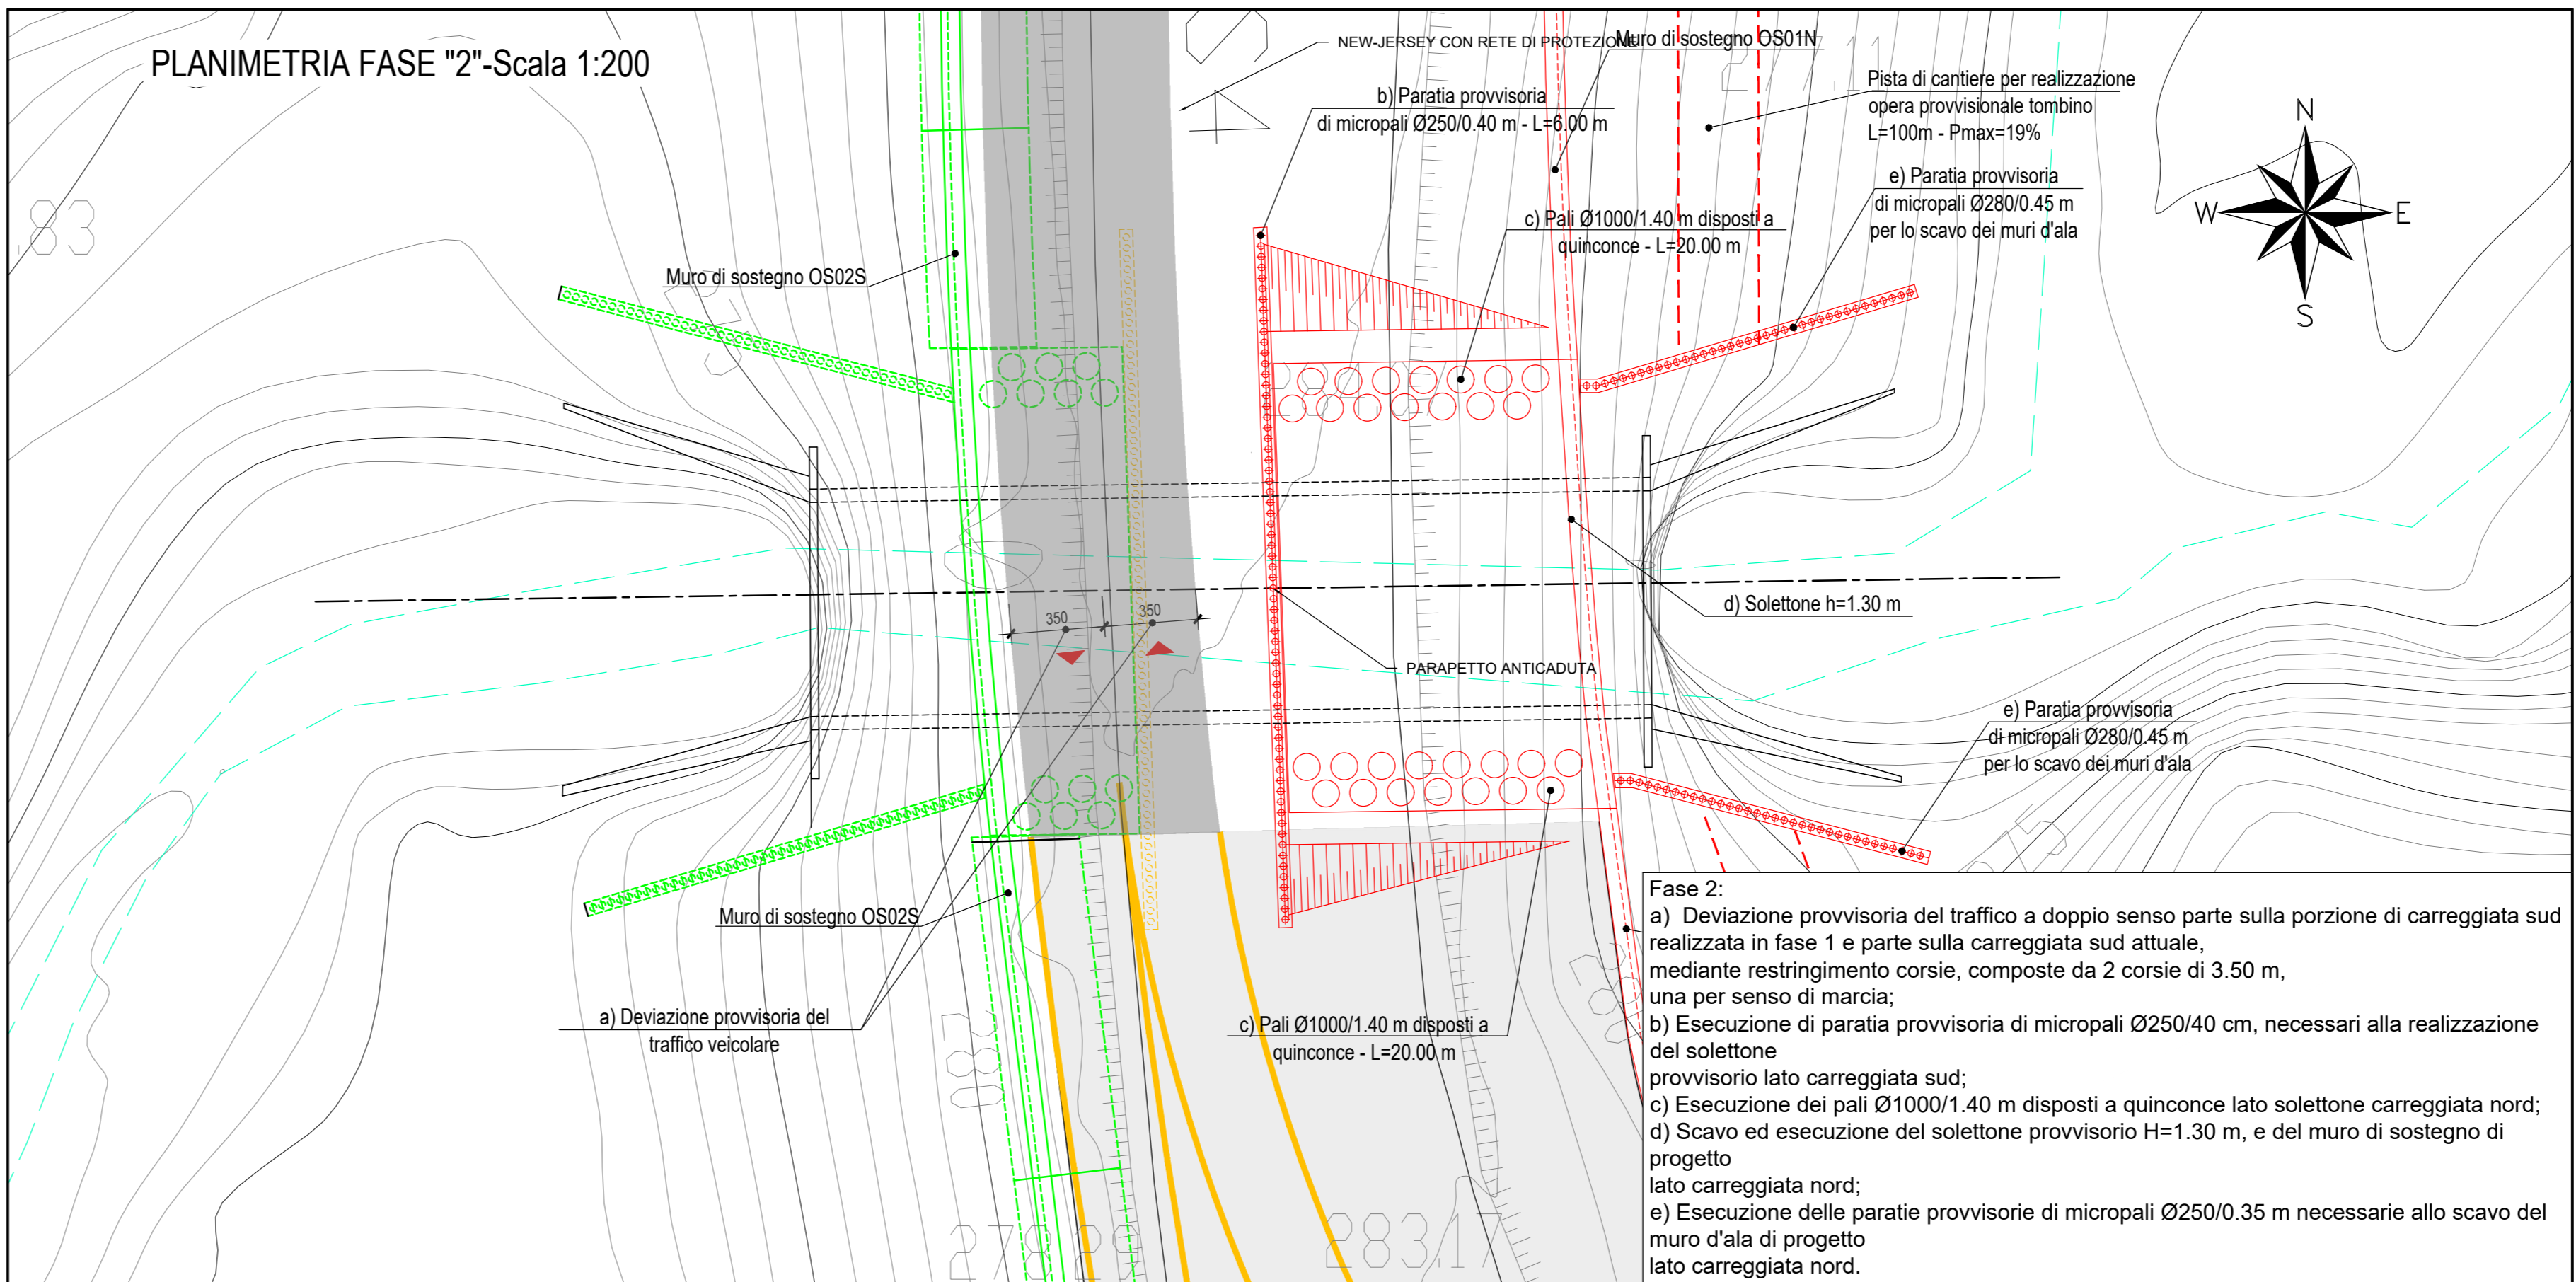 PLANIMETRIA FASE "2"-Scala 1:200
NEW-JERSEY CON RETE DI PROTEZIONE
Muro di sostegno OS01N
b) Paratia provvisoria
di micropali Ø250/0.40 m - L=6.00 m
Pista di cantiere per realizzazione
opera provvisionale tombino
L=100m - Pmax=19%
N
W
E
S
e) Paratia provvisoria
di micropali Ø280/0.45 m
per lo scavo dei muri d'ala
c) Pali Ø1000/1.40 m disposti a
quinconce - L=20.00 m
Muro di sostegno OS02S
277.11
.83
d) Solettone h=1.30 m
350
350
PARAPETTO ANTICADUTA
e) Paratia provvisoria
di micropali Ø280/0.45 m
per lo scavo dei muri d'ala
Muro di sostegno OS02S
a) Deviazione provvisoria del
traffico veicolare
c) Pali Ø1000/1.40 m disposti a
quinconce - L=20.00 m
283.17
Fase 2:
a) Deviazione provvisoria del traffico a doppio senso parte sulla porzione di carreggiata sud
realizzata in fase 1 e parte sulla carreggiata sud attuale,
mediante restringimento corsie, composte da 2 corsie di 3.50 m,
una per senso di marcia;
b) Esecuzione di paratia provvisoria di micropali Ø250/40 cm, necessari alla realizzazione
del solettone
provvisorio lato carreggiata sud;
c) Esecuzione dei pali Ø1000/1.40 m disposti a quinconce lato solettone carreggiata nord;
d) Scavo ed esecuzione del solettone provvisorio H=1.30 m, e del muro di sostegno di
progetto
lato carreggiata nord;
e) Esecuzione delle paratie provvisorie di micropali Ø250/0.35 m necessarie allo scavo del
muro d'ala di progetto
lato carreggiata nord.